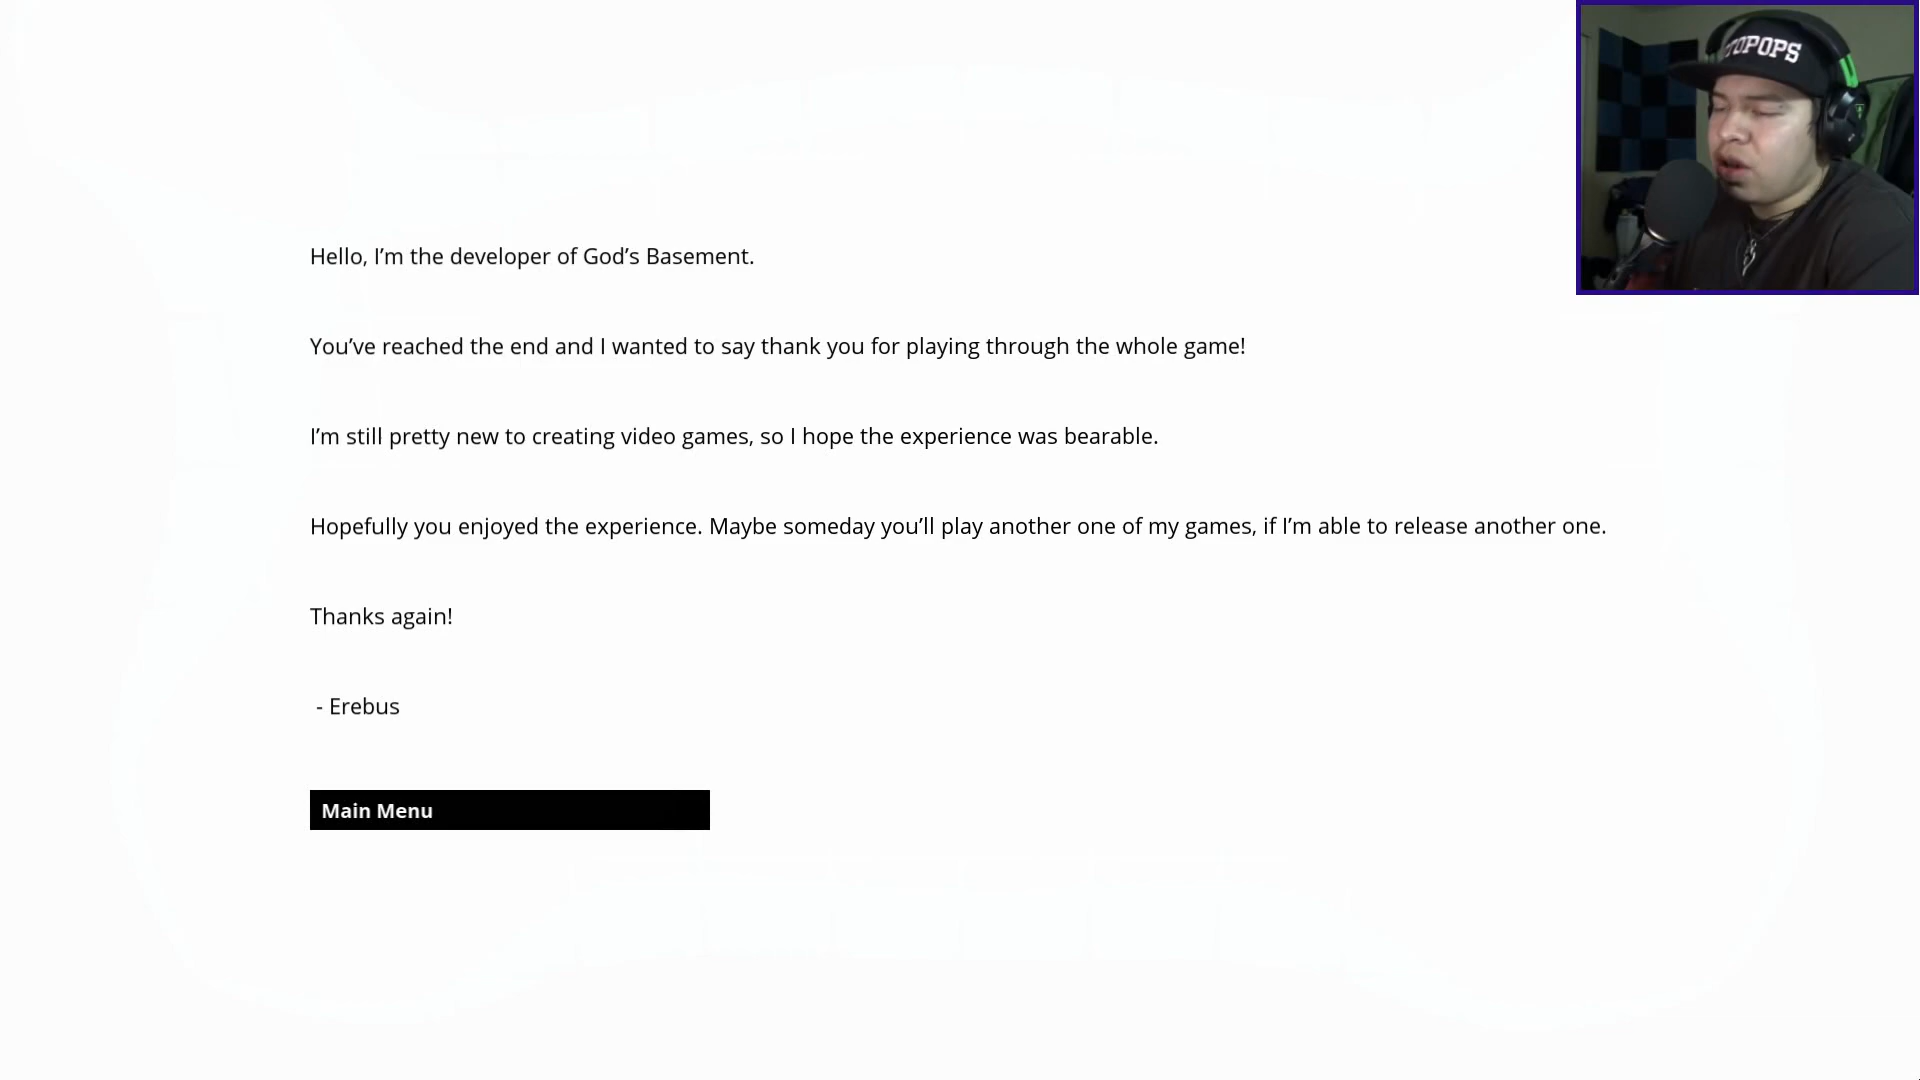 TOPOPS
Hello, I’m the developer of God’s Basement.
You’ve reached the end and I wanted to say thank you for playing through the whole game!
I’m still pretty new to creating video games, so I hope the experience was bearable.
Hopefully you enjoyed the experience. Maybe someday you’ll play another one of my games, if I’m able to release another one.
Thanks again!
- Erebus
Main Menu